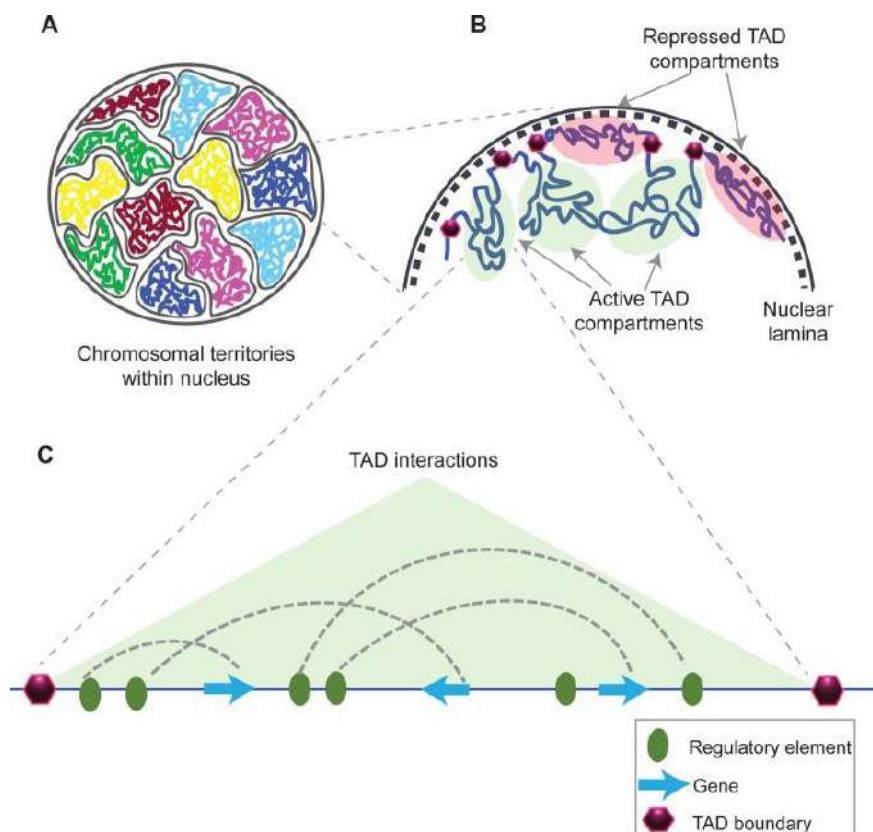 A
B
Repressed TAD
compartments
Active TAD
compartments
Nuclear
lamina
Chromosomal territories
within nucleus
C
TAD interactions
Regulatory element
Gene
TAD boundary